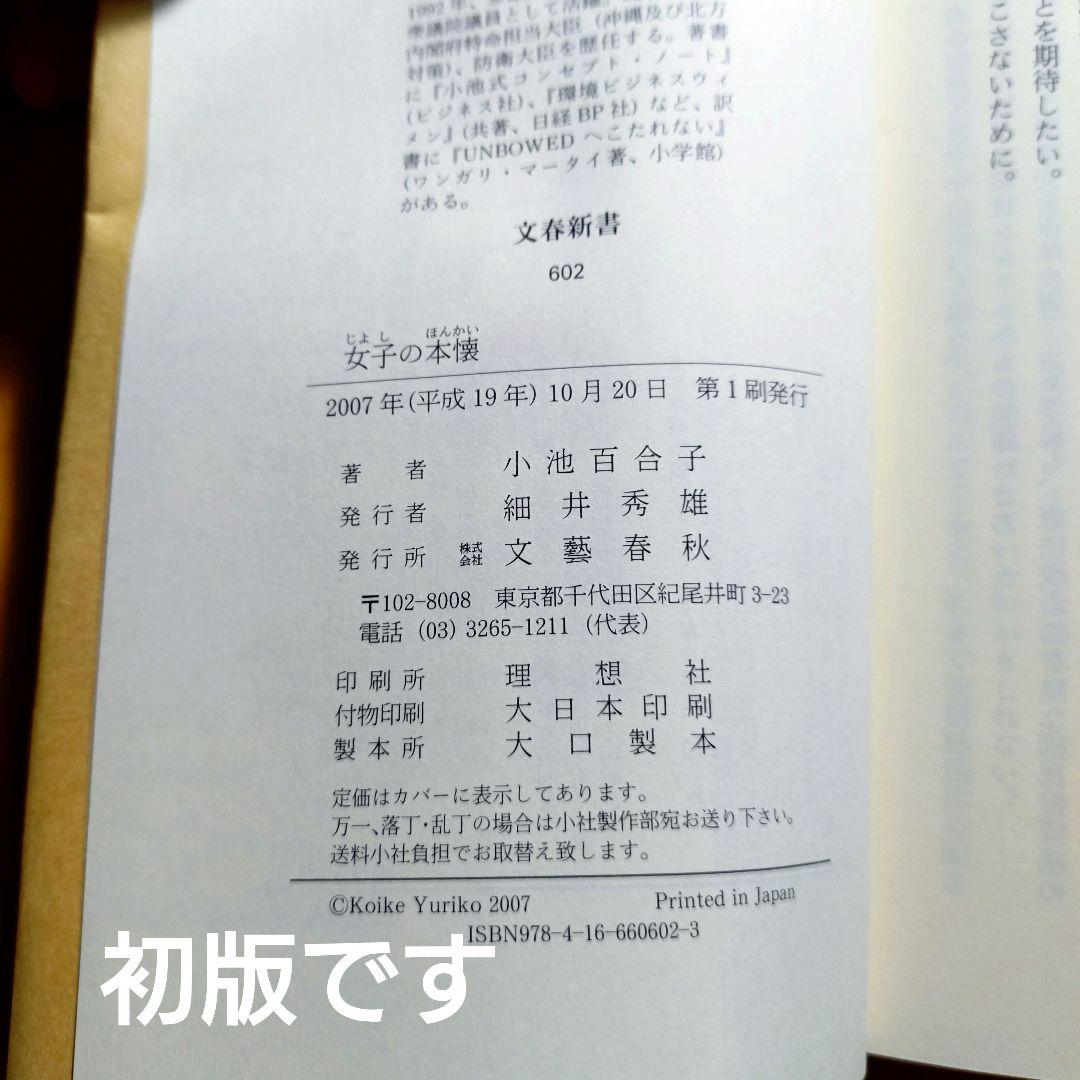 1992年、
衆議院議員として活躍。
内閣府特命担当大臣（沖縄及び北方
対策）、防衛大臣を歴任する。著書
に『小池式コンセプト・ノート』
（ビジネス社）、『環境ビジネスウィ
メン』（共著、日経BP社）など、訳
書に『UNBOWED へこたれない』
（ワンガリ・マータイ著、小学館）
がある。
文春新書
602
じょし ほんかい
女子の本懐
2007年（平成19年）10月20日 第1刷発行
著者 小池百合子
発行者 細井秀雄
発行所 株式会社 文藝春秋
〒102-8008 東京都千代田区紀尾井町3-23
電話（03）3265-1211（代表）
印刷所 理想社
付物印刷 大日本印刷
製本所 大口製本
定価はカバーに表示してあります。
万一、落丁・乱丁の場合は小社製作部宛お送り下さい。
送料小社負担でお取替え致します。
©Koike Yuriko 2007 Printed in Japan
ISBN978-4-16-660602-3
とを期待したい。
こさないために。
初版です